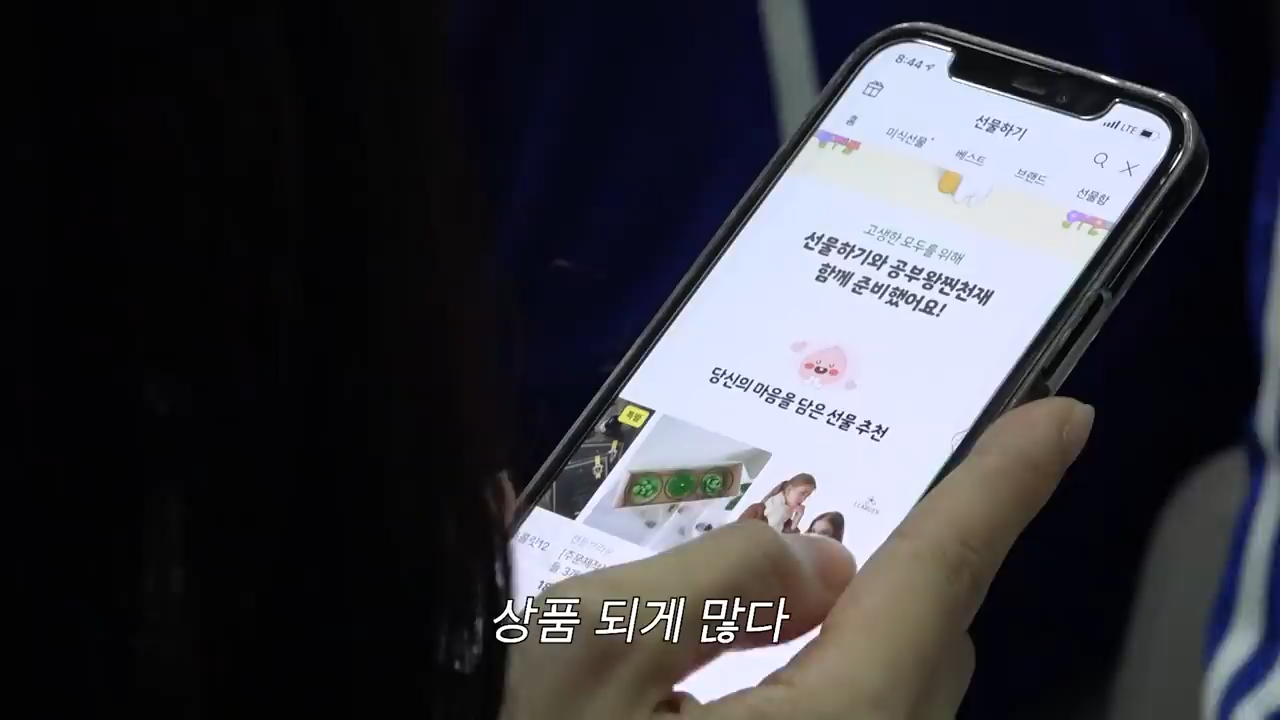 8:44
LTE
선물하기
홈 미식선물 베스트 브랜드 선물함
고생한 모두를 위해
선물하기와 공부왕찐천재
함께 준비했어요!
당신의 마음을 담은 선물 추천
상품 되게 많다